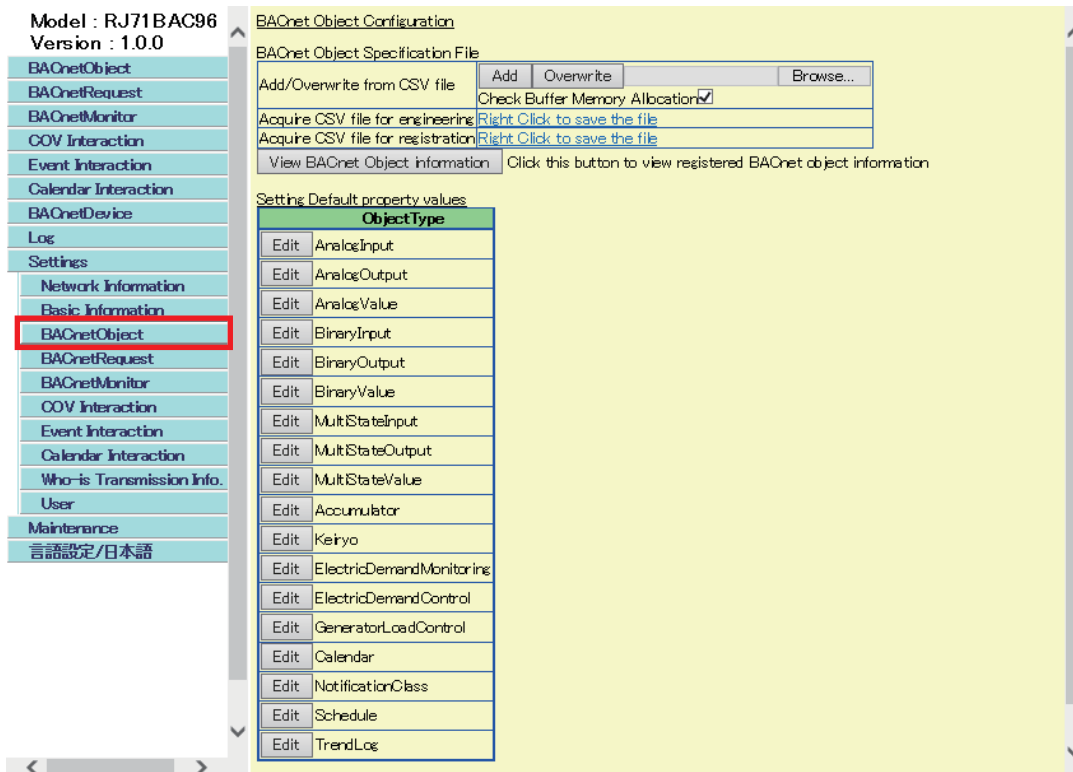 Model : RJ71BAC96
Version : 1.0.0
BACnetObject
BACnetRequest
BACnetMonitor
COV Interaction
Event Interaction
Calendar Interaction
BACnetDevice
Log
Settings
Network Information
Basic Information
BACnetObject
BACnetRequest
BACnetMonitor
COV Interaction
Event Interaction
Calendar Interaction
Who-is Transmission Info.
User
Maintenance
言語設定/日本語
BACnet Object Configuration
BACnet Object Specification File
Add/Overwrite from CSV file Add Overwrite Browse...
Check Buffer Memory Allocation
Acquire CSV file for engineering Right Click to save the file
Acquire CSV file for registration Right Click to save the file
View BACnet Object information Click this button to view registered BACnet object information
Setting Default property values
ObjectType
Edit AnalogInput
Edit AnalogOutput
Edit AnalogValue
Edit BinaryInput
Edit BinaryOutput
Edit BinaryValue
Edit MultiStateInput
Edit MultiStateOutput
Edit MultiStateValue
Edit Accumulator
Edit Keiryo
Edit ElectricDemandMonitoring
Edit ElectricDemandControl
Edit GeneratorLoadControl
Edit Calendar
Edit NotificationClass
Edit Schedule
Edit TrendLog